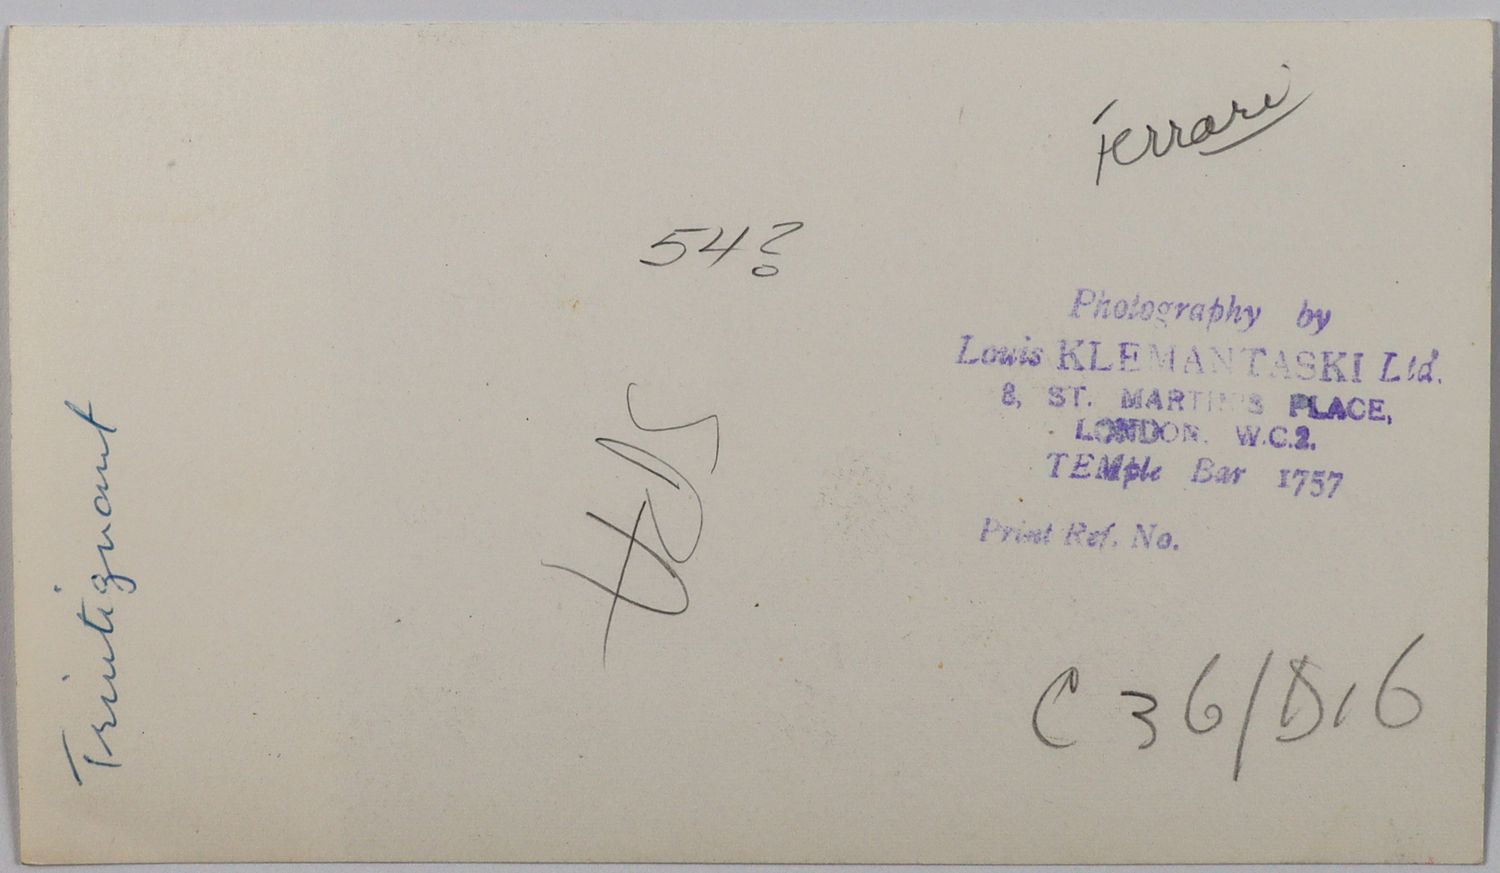 Ferrari
54?
Photography by
Louis KLEMANTASKI Ltd.
8, ST. MARTIN'S PLACE,
LONDON. W.C.2.
TEMple Bar 1757
Print Ref. No.
C 36/D16
Trintignant